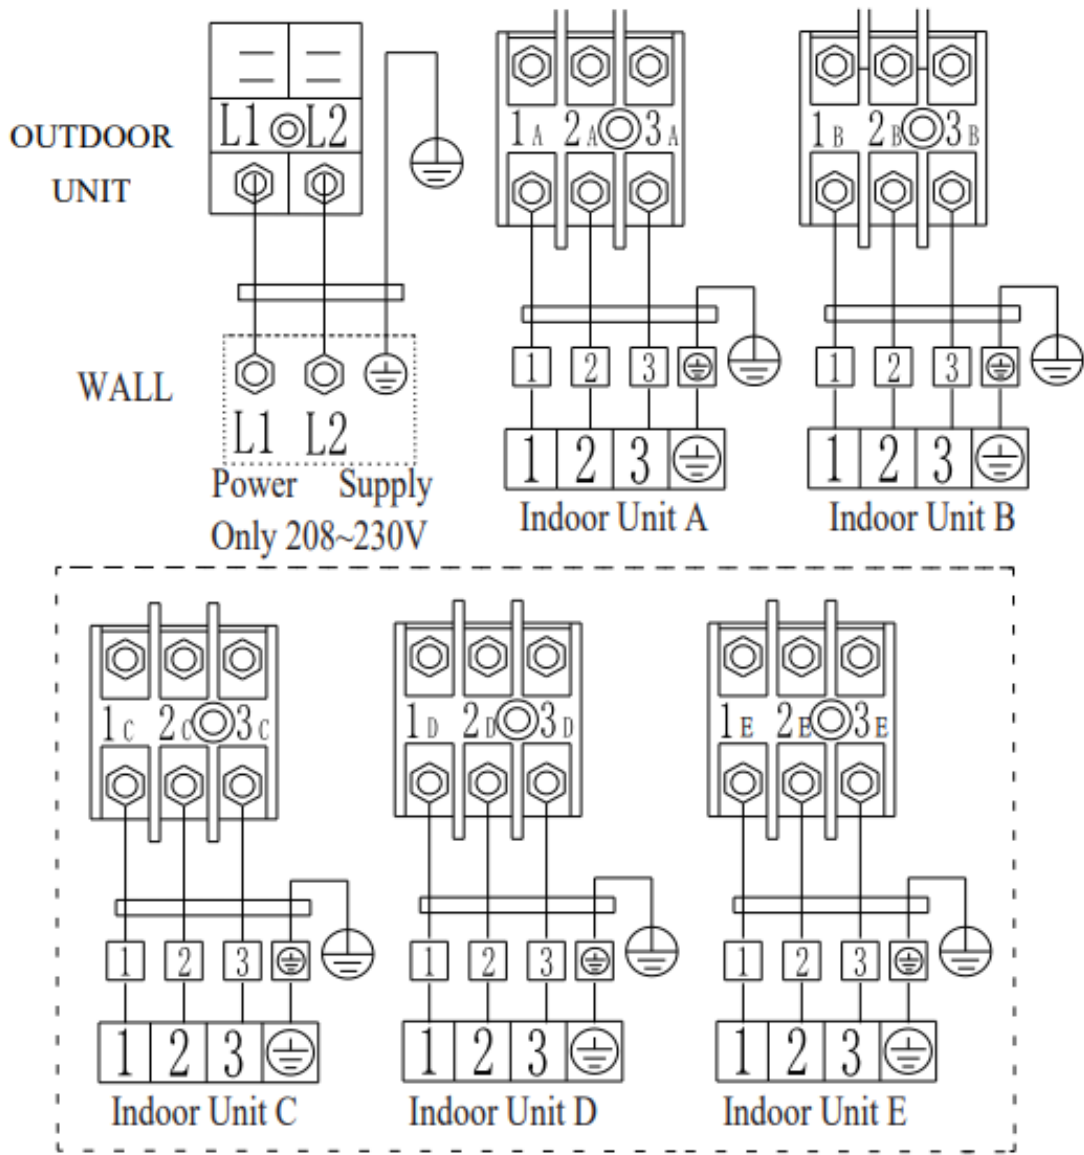 L1 L2
OUTDOOR
UNIT
1A 2A 3A
1B 2B 3B
WALL
L1 L2
Power Supply
Only 208~230V
1 2 3
1 2 3
Indoor Unit A
1 2 3
1 2 3
Indoor Unit B
1C 2C 3C
1 2 3
1 2 3
Indoor Unit C
1D 2D 3D
1 2 3
1 2 3
Indoor Unit D
1E 2E 3E
1 2 3
1 2 3
Indoor Unit E